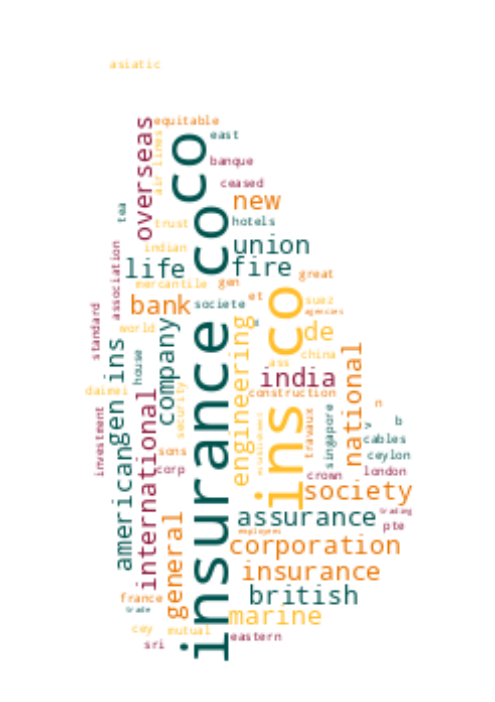 asiatic
equitable
overseas
air lines
co
east
banque
ceased
tea
new
trust
hotels
indian
union
association
life
fire
co
great
mercantile
gen
bank
societe
et
suez
agencies
standard
world
company
de
insurance
ins co
engineering
china
ass
house
india
gen ins
daimei
construction
national
security
international
investment
american
n
travaux
singapore
b
cables
establishment
sons
ceylon
corp
crown
london
society
trading
general
assurance
pte
employees
corporation
insurance
british
france
trade
marine
cey
mutual
eastern
sri